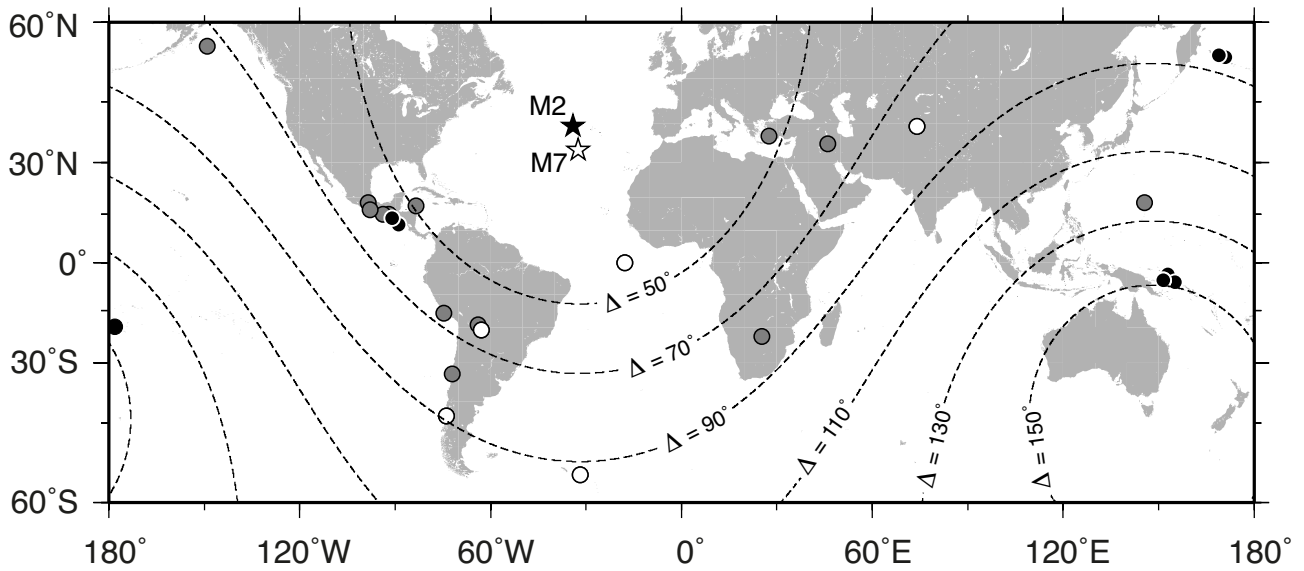 60˚N
M2
30˚N
M7
0˚
Δ = 50˚
Δ = 70˚
30˚S
Δ = 90˚
Δ = 110˚
Δ = 130˚
Δ = 150˚
60˚S
180˚ 120˚W 60˚W 0˚ 60˚E 120˚E 180˚